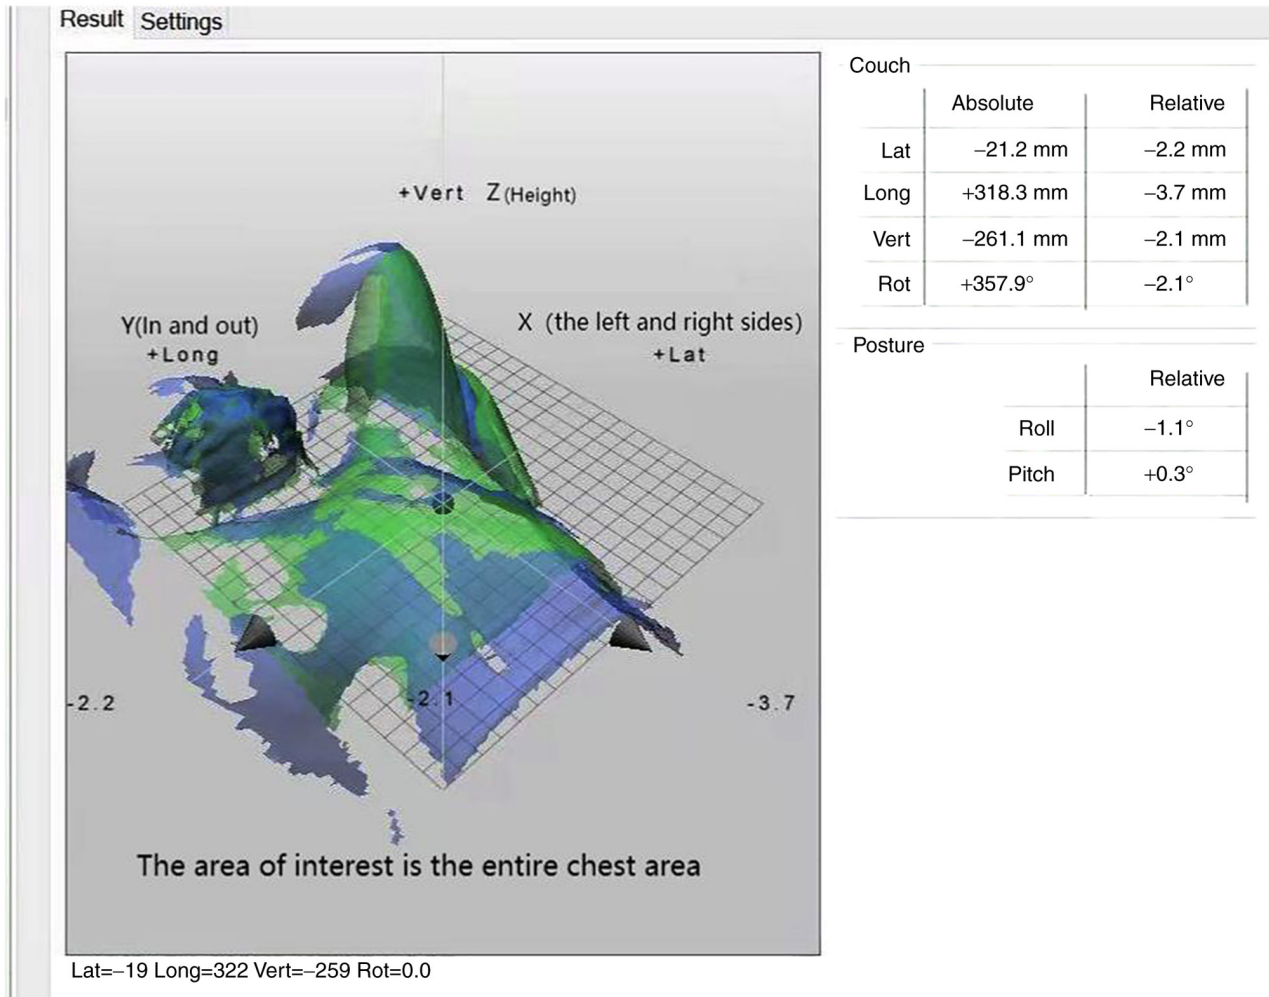 Result Settings
Couch
Absolute Relative
Lat −21.2 mm −2.2 mm
Long +318.3 mm −3.7 mm
Vert −261.1 mm −2.1 mm
Rot +357.9° −2.1°
Posture
Relative
Roll −1.1°
Pitch +0.3°
+Vert Z(Height)
Y(In and out)
+Long
X (the left and right sides)
+Lat
-2.2
-2.1
-3.7
The area of interest is the entire chest area
Lat=−19 Long=322 Vert=−259 Rot=0.0